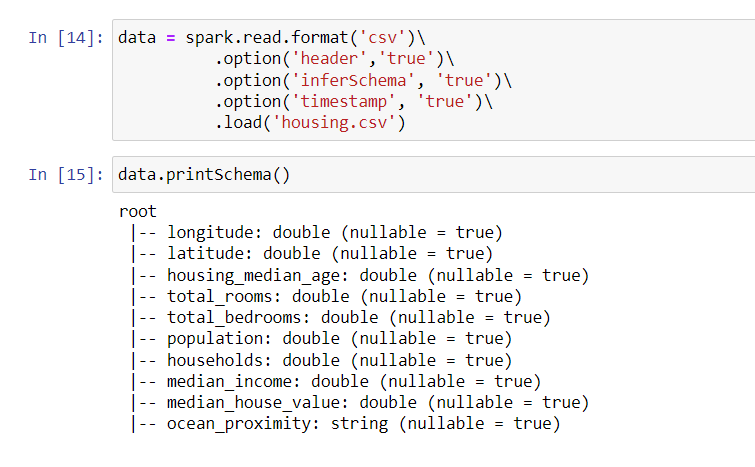 In [14]: data = spark.read.format('csv')\
.option('header','true')\
.option('inferSchema', 'true')\
.option('timestamp', 'true')\
.load('housing.csv')
In [15]: data.printSchema()
root
|-- longitude: double (nullable = true)
|-- latitude: double (nullable = true)
|-- housing_median_age: double (nullable = true)
|-- total_rooms: double (nullable = true)
|-- total_bedrooms: double (nullable = true)
|-- population: double (nullable = true)
|-- households: double (nullable = true)
|-- median_income: double (nullable = true)
|-- median_house_value: double (nullable = true)
|-- ocean_proximity: string (nullable = true)